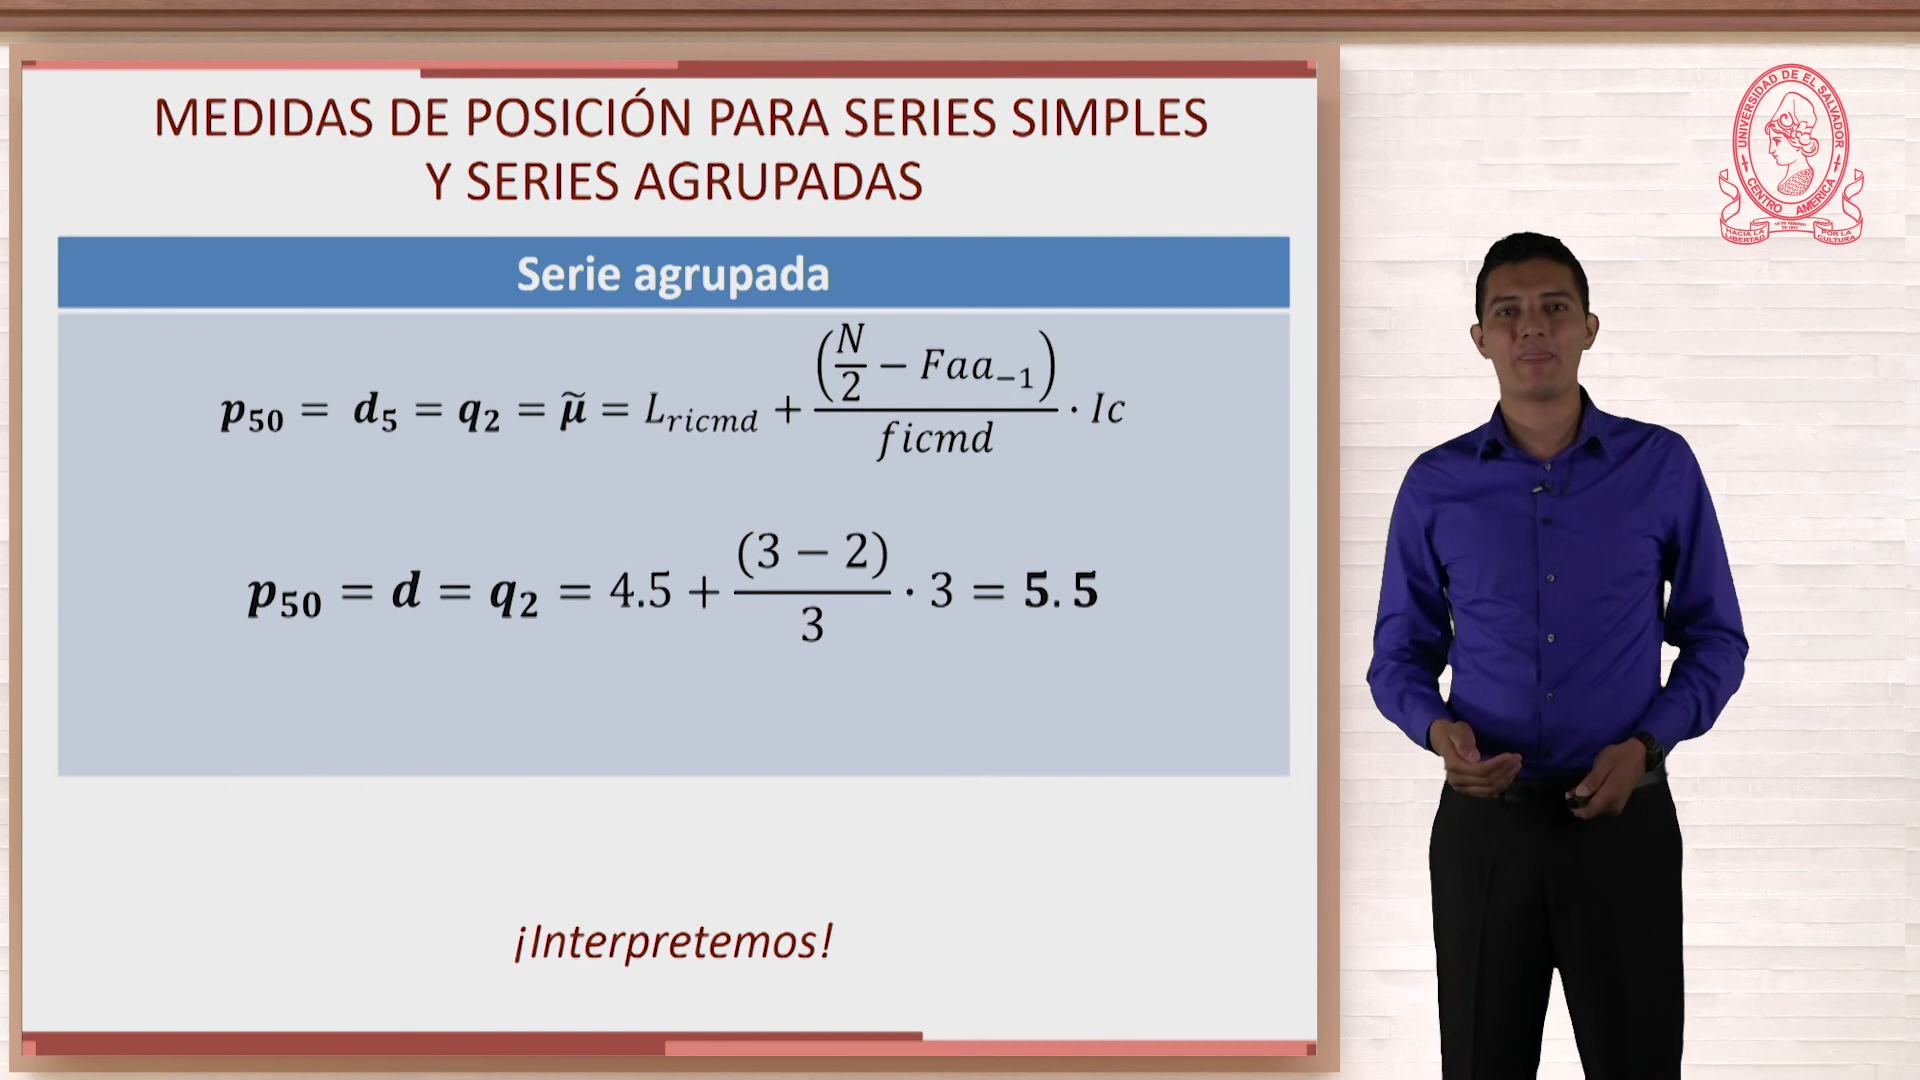 MEDIDAS DE POSICIÓN PARA SERIES SIMPLES
Y SERIES AGRUPADAS
Serie agrupada
p₅₀ = d₅ = q₂ = μ̃ = L_ricmd + (N/2 − Faa₋₁) / ficmd · Ic
p₅₀ = d = q₂ = 4.5 + (3 − 2) / 3 · 3 = 5.5
¡Interpretemos!
UNIVERSIDAD DE EL SALVADOR
CENTRO AMERICA
HACIA LA LIBERTAD
POR LA CULTURA